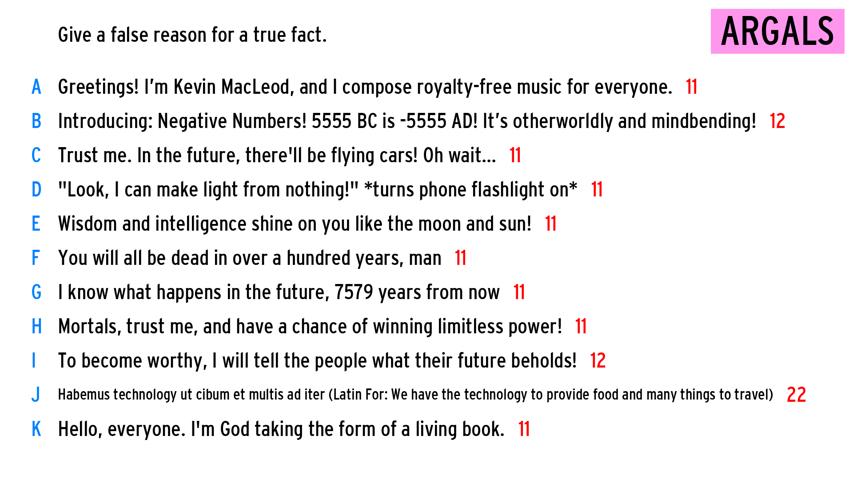 Give a false reason for a true fact.
ARGALS
A Greetings! I'm Kevin MacLeod, and I compose royalty-free music for everyone. 11
B Introducing: Negative Numbers! 5555 BC is -5555 AD! It's otherworldly and mindbending! 12
C Trust me. In the future, there'll be flying cars! Oh wait... 11
D "Look, I can make light from nothing!" *turns phone flashlight on* 11
E Wisdom and intelligence shine on you like the moon and sun! 11
F You will all be dead in over a hundred years, man 11
G I know what happens in the future, 7579 years from now 11
H Mortals, trust me, and have a chance of winning limitless power! 11
I To become worthy, I will tell the people what their future beholds! 12
J Habemus technology ut cibum et multis ad iter (Latin For: We have the technology to provide food and many things to travel) 22
K Hello, everyone. I'm God taking the form of a living book. 11